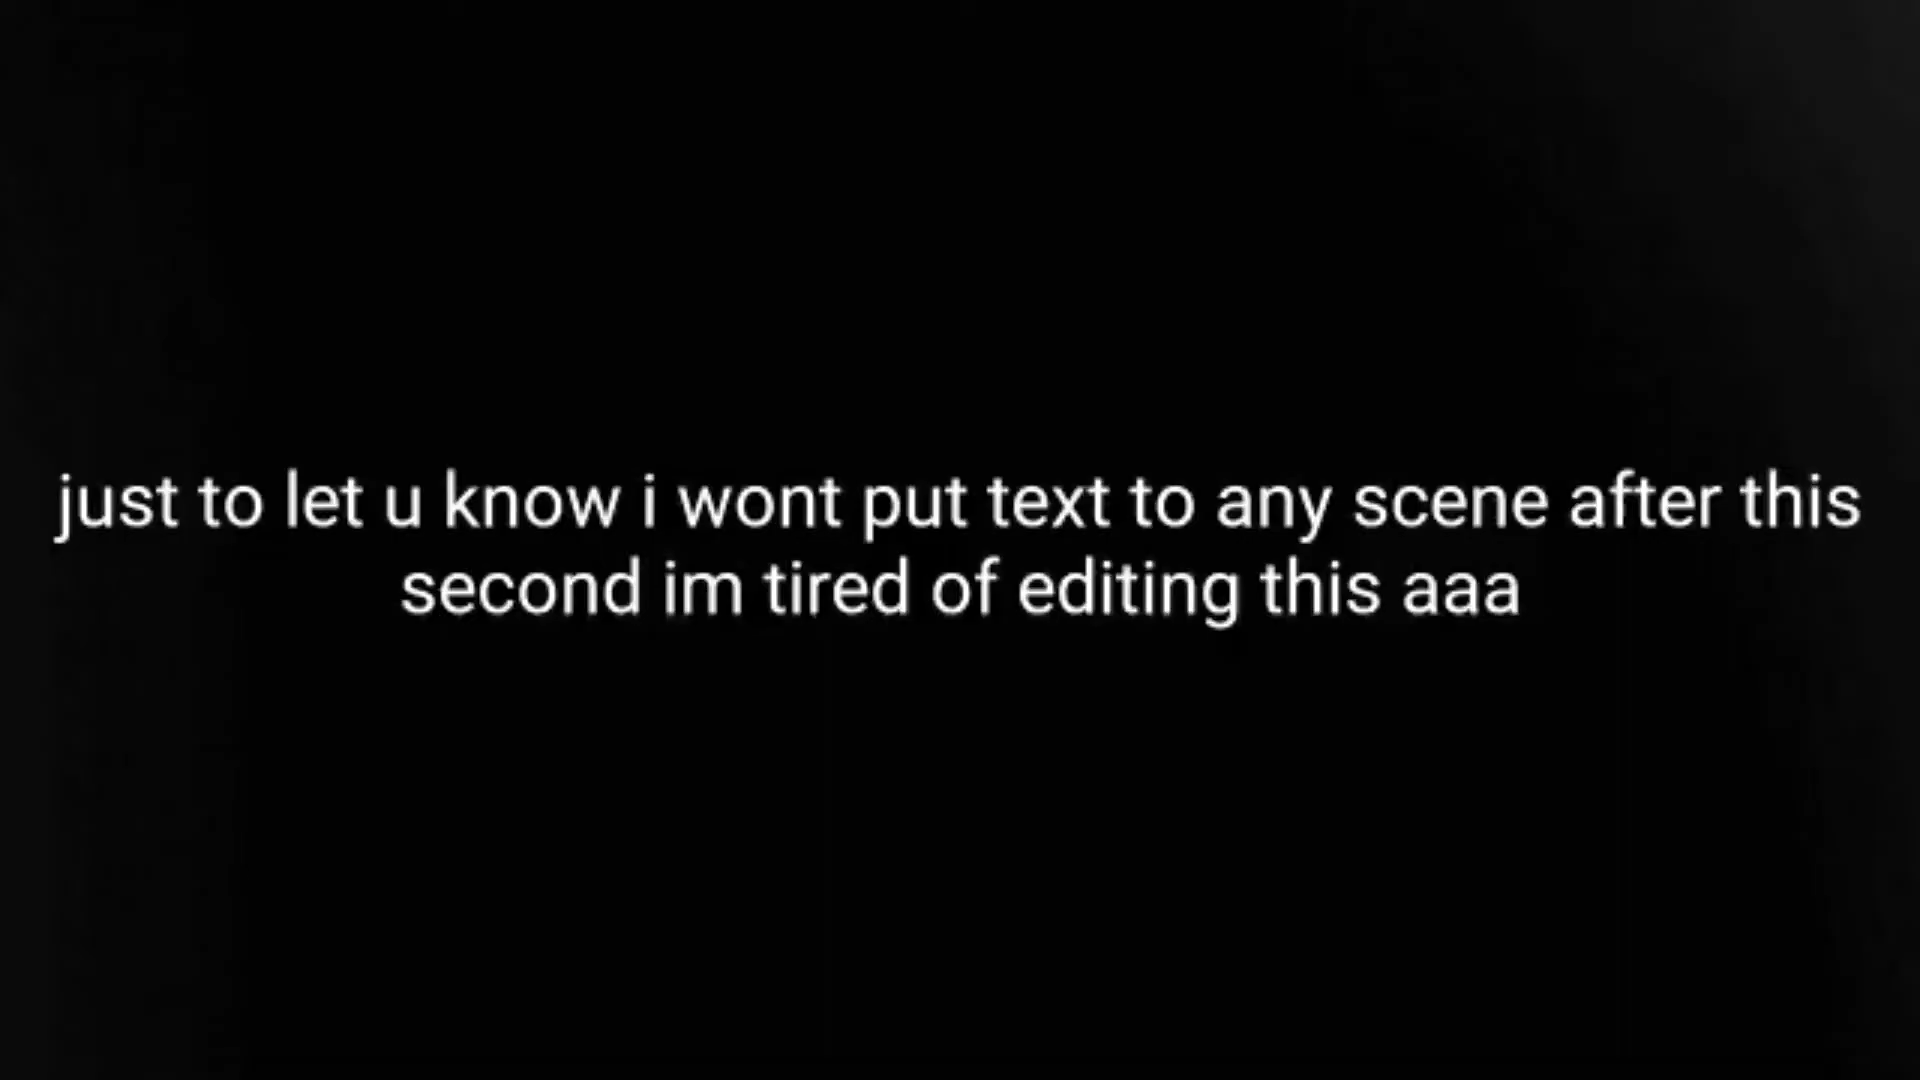 just to let u know i wont put text to any scene after this
second im tired of editing this aaa